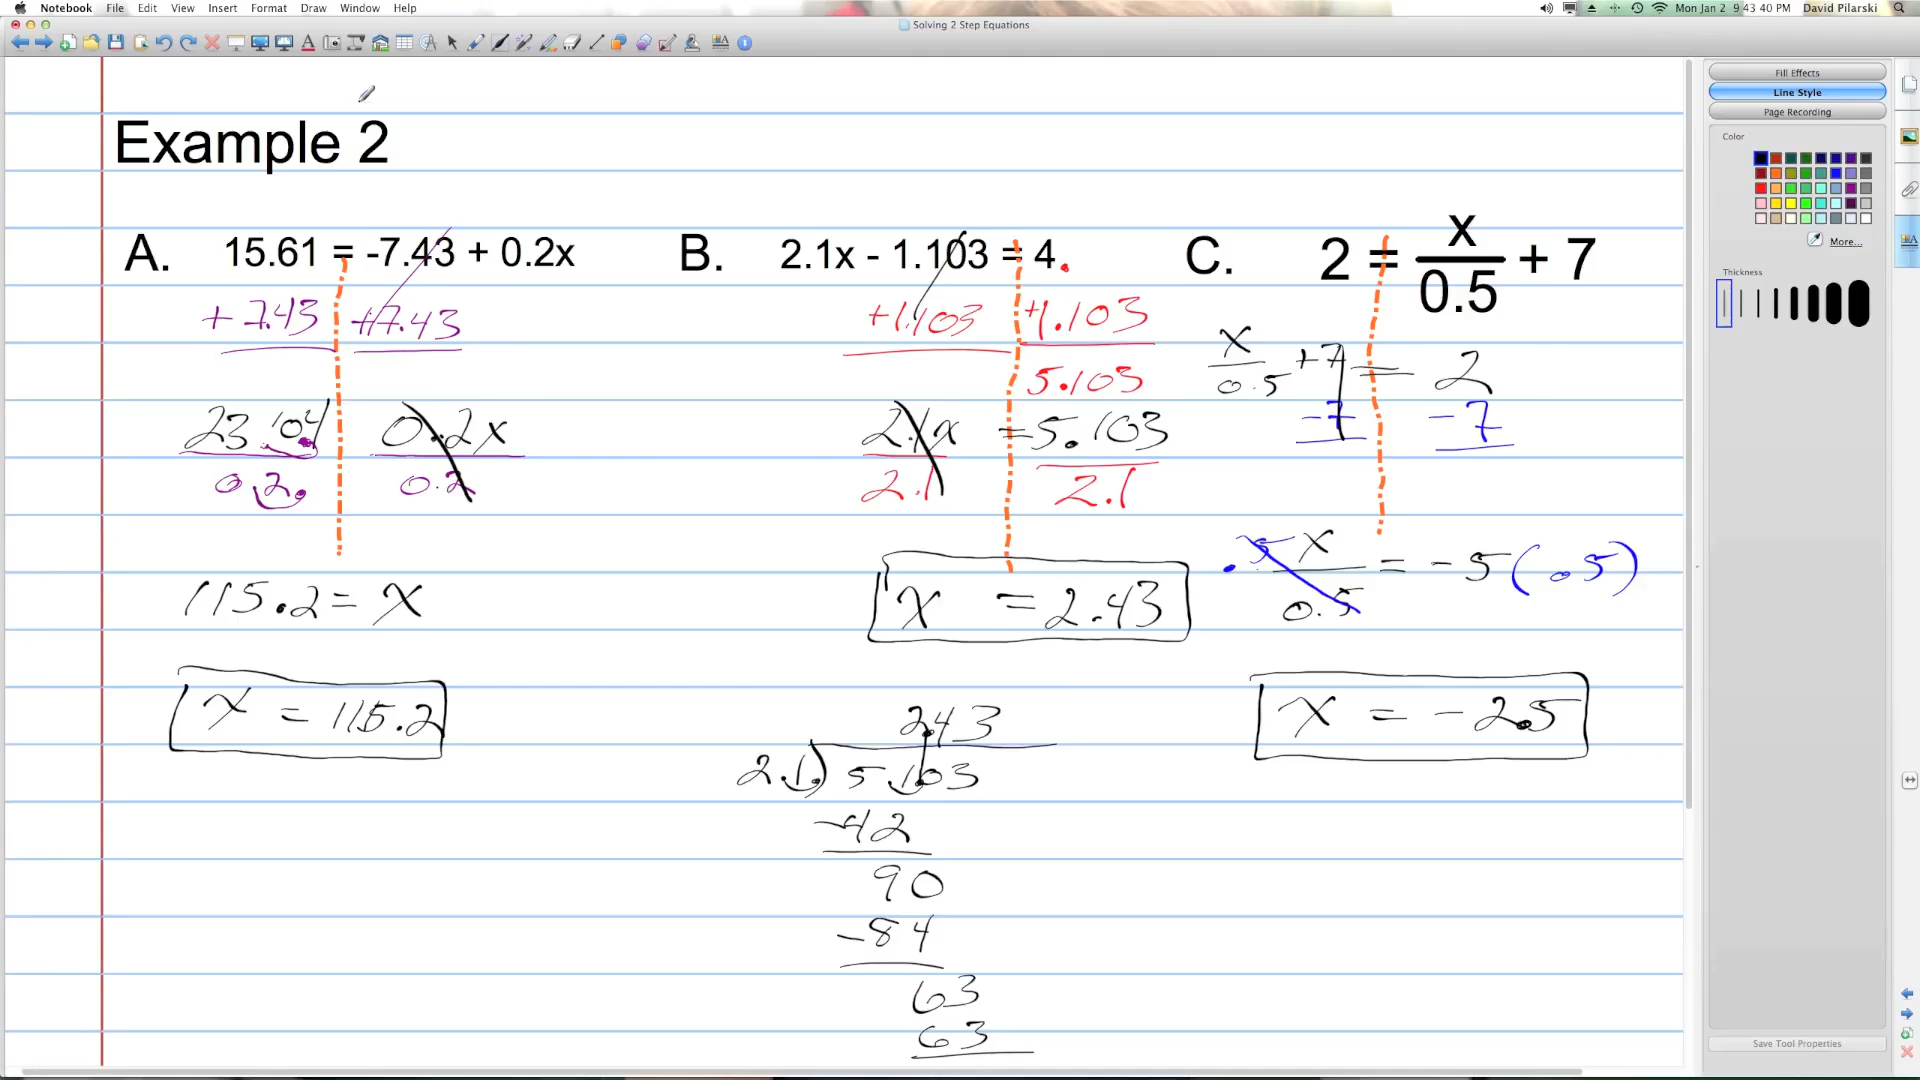 Notebook File Edit View Insert Format Draw Window Help
Mon Jan 2 9:43:40 PM David Pilarski
Solving 2 Step Equations
Fill Effects
Line Style
Page Recording
Color
More...
Thickness
Save Tool Properties
Example 2
A. 15.61 = -7.43 + 0.2x
+ 7.43 +7.43
23.04 0.2x
0.2. 0.2
115.2 = x
x = 115.2
B. 2.1x - 1.103 = 4.
+1.103 +1.103
5.103
2.1x = 5.103
2.1 2.1
x = 2.43
2.43
2.1.) 5.103
-42
90
-84
63
63
C. 2 = x/0.5 + 7
x/0.5 +7 = 2
-7 -7
.5 x/0.5 = -5 (.5)
x = -2.5